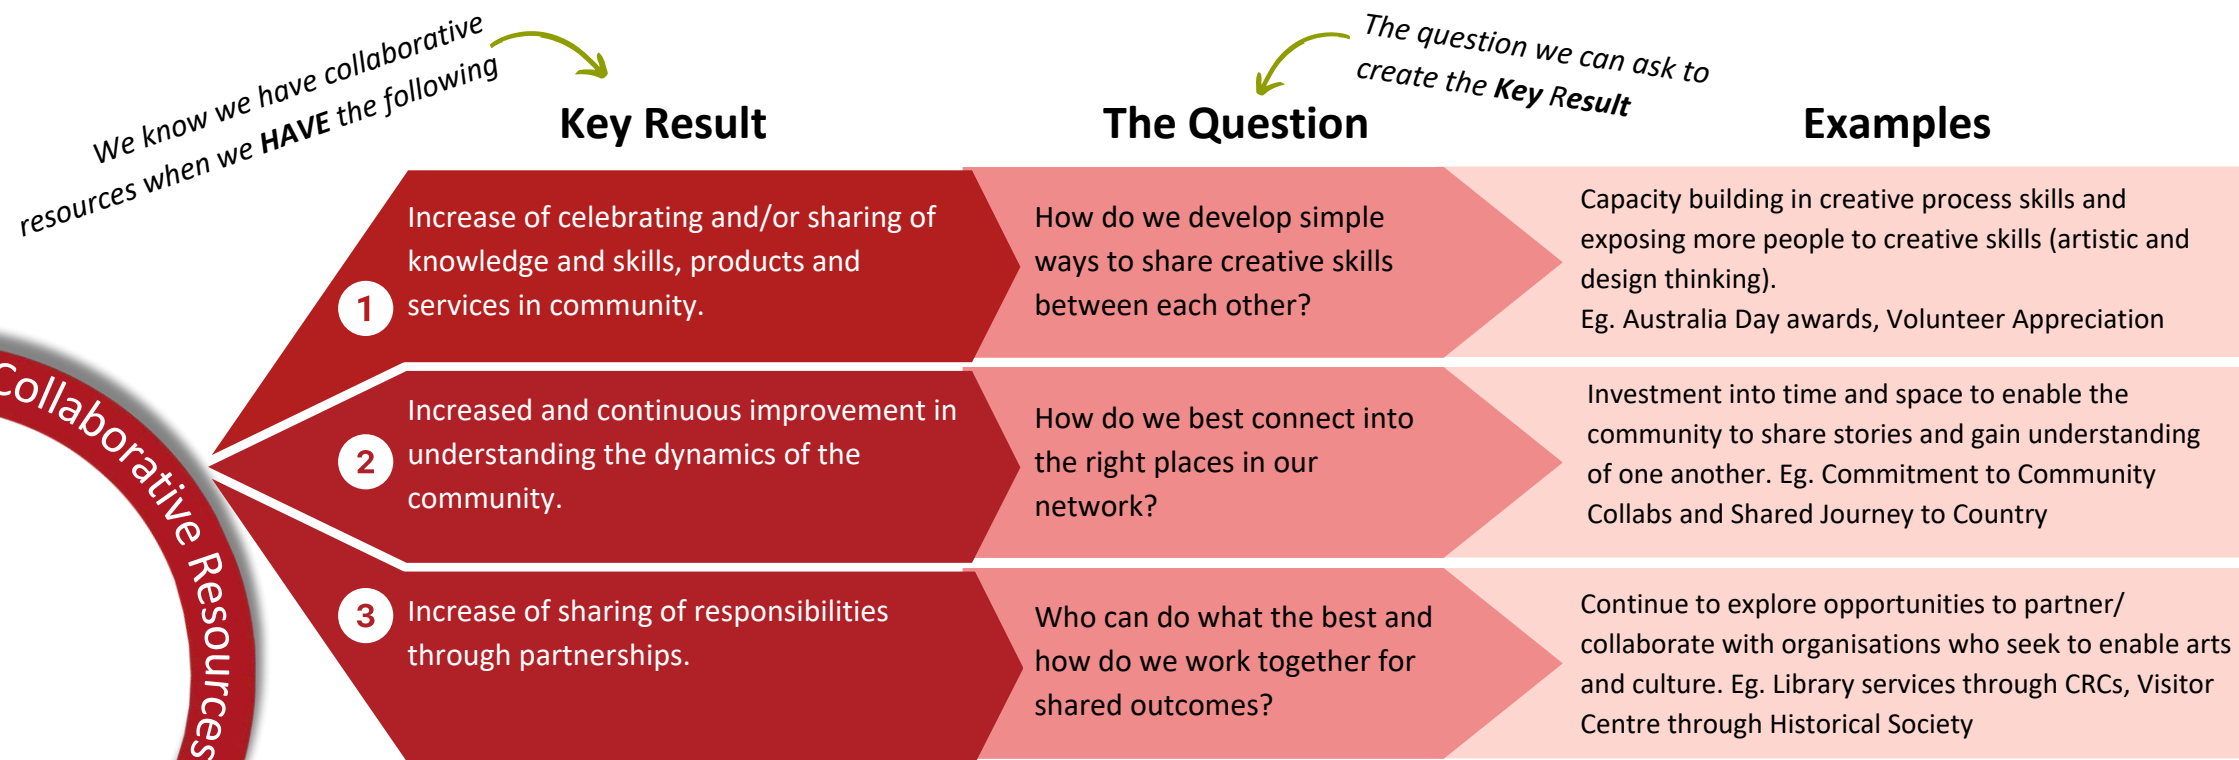 We know we have collaborative
resources when we HAVE the following
The question we can ask to
create the Key Result
Key Result
The Question
Examples
Collaborative Resources
1
Increase of celebrating and/or sharing of
knowledge and skills, products and
services in community.
How do we develop simple
ways to share creative skills
between each other?
Capacity building in creative process skills and
exposing more people to creative skills (artistic and
design thinking).
Eg. Australia Day awards, Volunteer Appreciation
2
Increased and continuous improvement in
understanding the dynamics of the
community.
How do we best connect into
the right places in our
network?
Investment into time and space to enable the
community to share stories and gain understanding
of one another. Eg. Commitment to Community
Collabs and Shared Journey to Country
3
Increase of sharing of responsibilities
through partnerships.
Who can do what the best and
how do we work together for
shared outcomes?
Continue to explore opportunities to partner/
collaborate with organisations who seek to enable arts
and culture. Eg. Library services through CRCs, Visitor
Centre through Historical Society